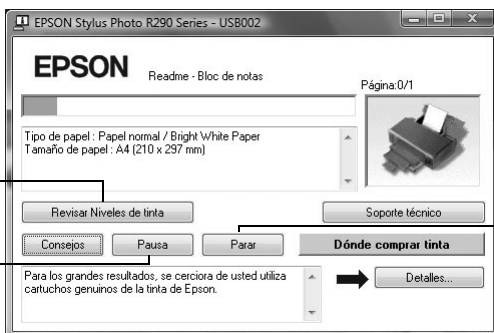 EPSON Stylus Photo R290 Series - USB002
EPSON
Readme - Bloc de notas
Página:0/1
Tipo de papel : Papel normal / Bright White Paper
Tamaño de papel : A4 (210 x 297 mm)
Revisar Niveles de tinta
Soporte técnico
Consejos
Pausa
Parar
Dónde comprar tinta
Para los grandes resultados, se cerciora de usted utiliza
cartuchos genuinos de la tinta de Epson.
Detalles...